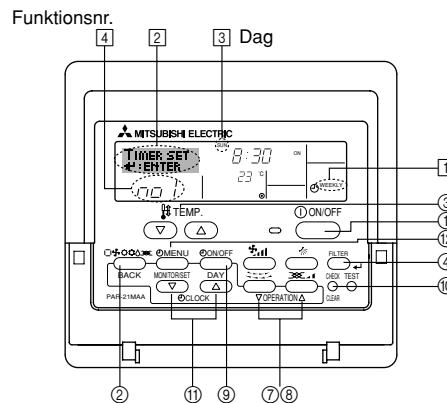 Funktionsnr.
4 2 3 Dag
MITSUBISHI ELECTRIC
TIMER SET SUN 8:30 ON
↵:ENTER 23 °C
no 1 WEEKLY 1
TEMP. ON/OFF ③
▽ △ ①
MENU ON/OFF FILTER ⑫
BACK MONITOR/SET DAY CHECK TEST ④
PAR-21MAA ▽ △ ▽OPERATION△ ⑩
CLOCK CLEAR
② ⑪ ⑨ ⑦ ⑧